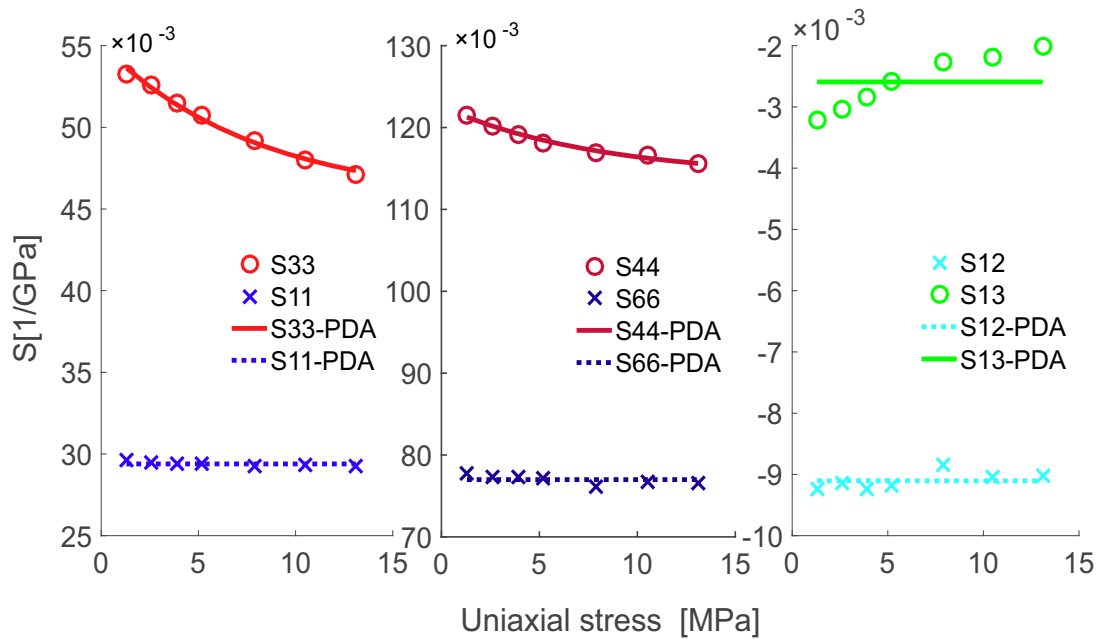 ×10 -3
55
50
45
40
35
30
25
0
5
10
15
S33
S11
S33-PDA
S11-PDA
S[1/GPa]
×10 -3
130
120
110
100
90
80
70
0
5
10
15
S44
S66
S44-PDA
S66-PDA
×10 -3
-2
-3
-4
-5
-6
-7
-8
-9
-10
0
5
10
15
S12
S13
S12-PDA
S13-PDA
Uniaxial stress [MPa]